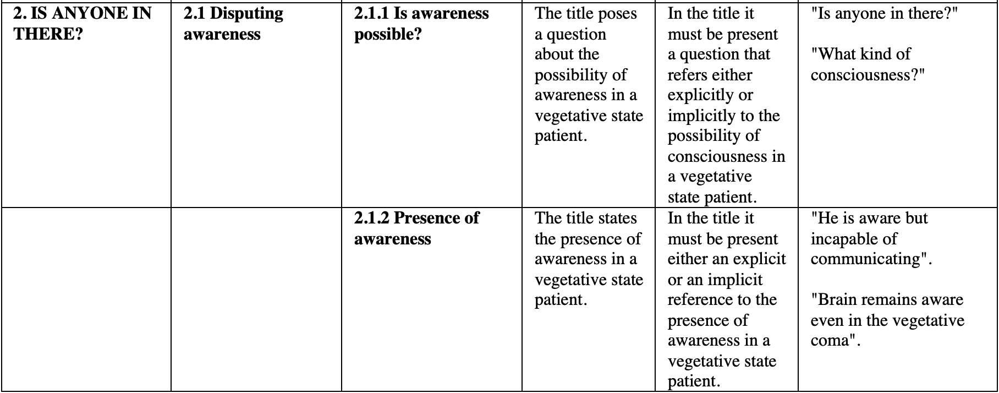 2. IS ANYONE IN
THERE?
2.1 Disputing
awareness
2.1.1 Is awareness
possible?
The title poses
a question
about the
possibility of
awareness in a
vegetative state
patient.
In the title it
must be present
a question that
refers either
explicitly or
implicitly to the
possibility of
consciousness in
a vegetative
state patient.
"Is anyone in there?"
"What kind of
consciousness?"
2.1.2 Presence of
awareness
The title states
the presence of
awareness in a
vegetative state
patient.
In the title it
must be present
either an explicit
or an implicit
reference to the
presence of
awareness in a
vegetative state
patient.
"He is aware but
incapable of
communicating".
"Brain remains aware
even in the vegetative
coma".